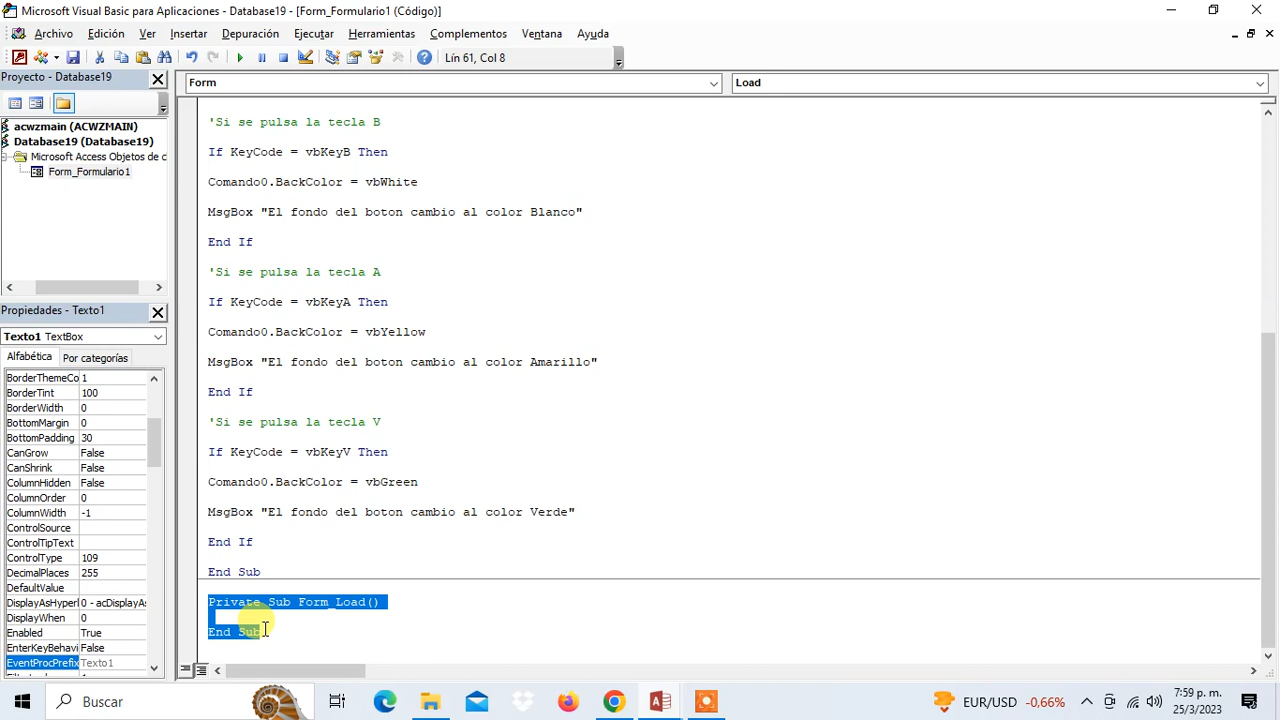 Microsoft Visual Basic para Aplicaciones - Database19 - [Form_Formulario1 (Código)]
Archivo Edición Ver Insertar Depuración Ejecutar Herramientas Complementos Ventana Ayuda
Lín 61, Col 8
Proyecto - Database19
Form
Load
acwzmain (ACWZMAIN)
Database19 (Database19)
Microsoft Access Objetos de c
Form_Formulario1
'Si se pulsa la tecla B
If KeyCode = vbKeyB Then
Comando0.BackColor = vbWhite
MsgBox "El fondo del boton cambio al color Blanco"
End If
'Si se pulsa la tecla A
If KeyCode = vbKeyA Then
Comando0.BackColor = vbYellow
MsgBox "El fondo del boton cambio al color Amarillo"
End If
'Si se pulsa la tecla V
If KeyCode = vbKeyV Then
Comando0.BackColor = vbGreen
MsgBox "El fondo del boton cambio al color Verde"
End If
End Sub
Private Sub Form_Load()
End Sub
Propiedades - Texto1
Texto1 TextBox
Alfabética Por categorías
BorderThemeCo 1
BorderTint 100
BorderWidth 0
BottomMargin 0
BottomPadding 30
CanGrow False
CanShrink False
ColumnHidden False
ColumnOrder 0
ColumnWidth -1
ControlSource
ControlTipText
ControlType 109
DecimalPlaces 255
DefaultValue
DisplayAsHyperl 0 - acDisplayAs
DisplayWhen 0
Enabled True
EnterKeyBehavi False
EventProcPrefix Texto1
Buscar
EUR/USD -0,66%
7:59 p. m.
25/3/2023